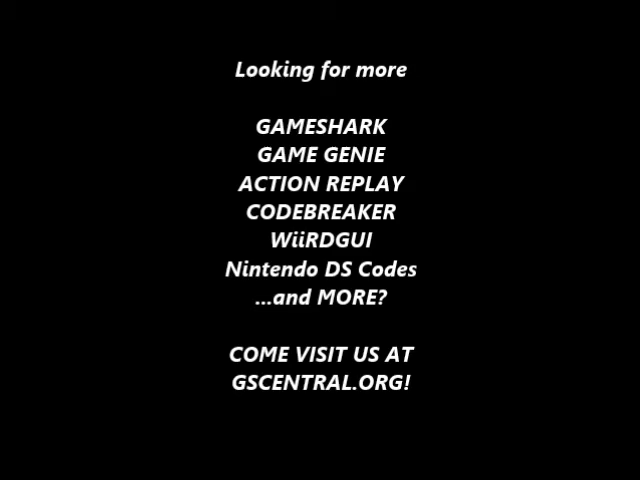 Looking for more
GAMESHARK
GAME GENIE
ACTION REPLAY
CODEBREAKER
WiiRDGUI
Nintendo DS Codes
...and MORE?
COME VISIT US AT
GSCENTRAL.ORG!